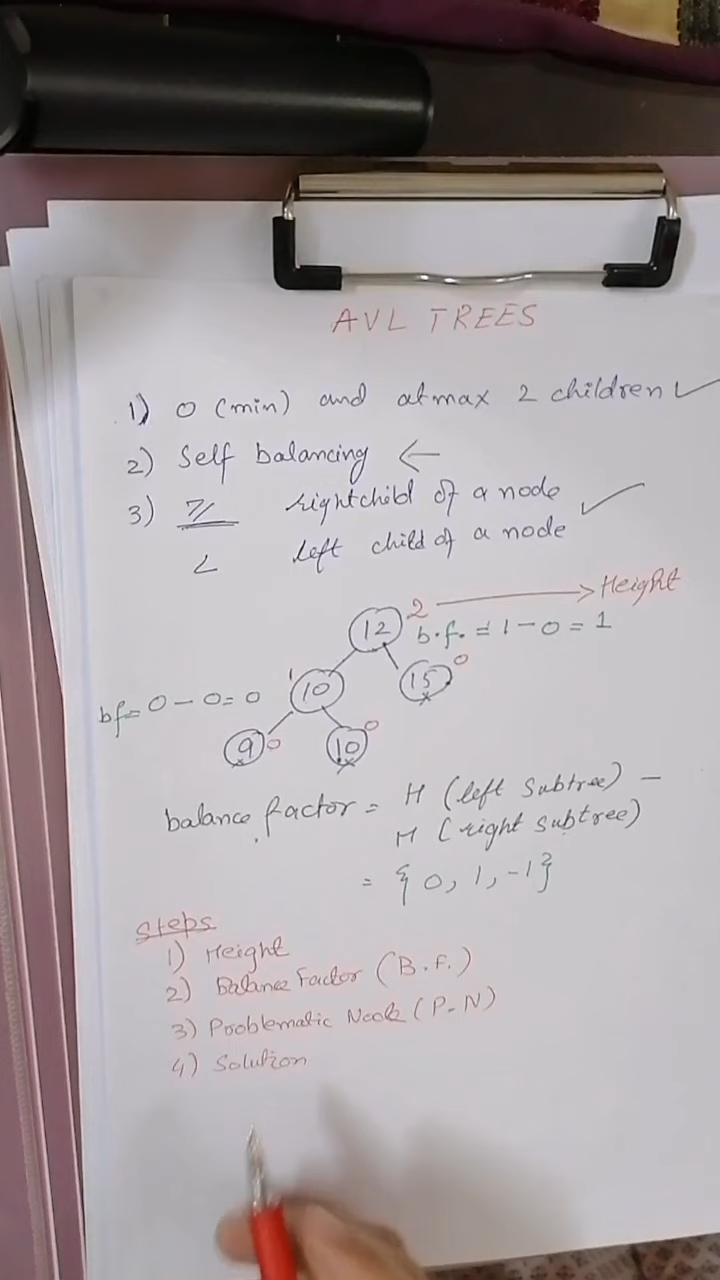 AVL TREES
1) 0 (min) and atmax 2 children ✓
2) Self balancing ←
3) ≥ rightchild of a node ✓
< left child of a node
2 → Height
12 b.f. = 1 - 0 = 1
bf = 0 - 0 = 0 1 10 15 0
9 0 10 0
balance factor = H (left subtree) -
H (right subtree)
= {0, 1, -1}
Steps
1) Height
2) Balance Factor (B.F.)
3) Problematic Node (P-N)
4) Solution